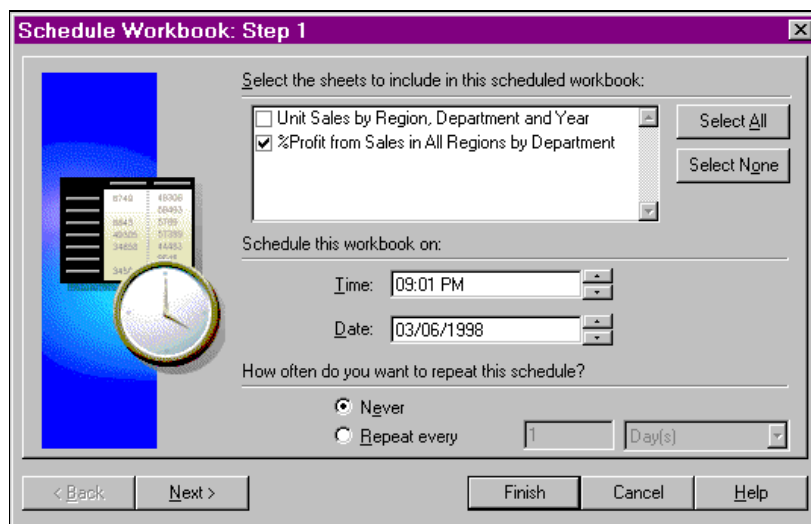 Schedule Workbook: Step 1
Select the sheets to include in this scheduled workbook:
Unit Sales by Region, Department and Year
%Profit from Sales in All Regions by Department
Select All
Select None
Schedule this workbook on:
Time: 09:01 PM
Date: 03/06/1998
How often do you want to repeat this schedule?
Never
Repeat every 1 Day(s)
< Back Next > Finish Cancel Help